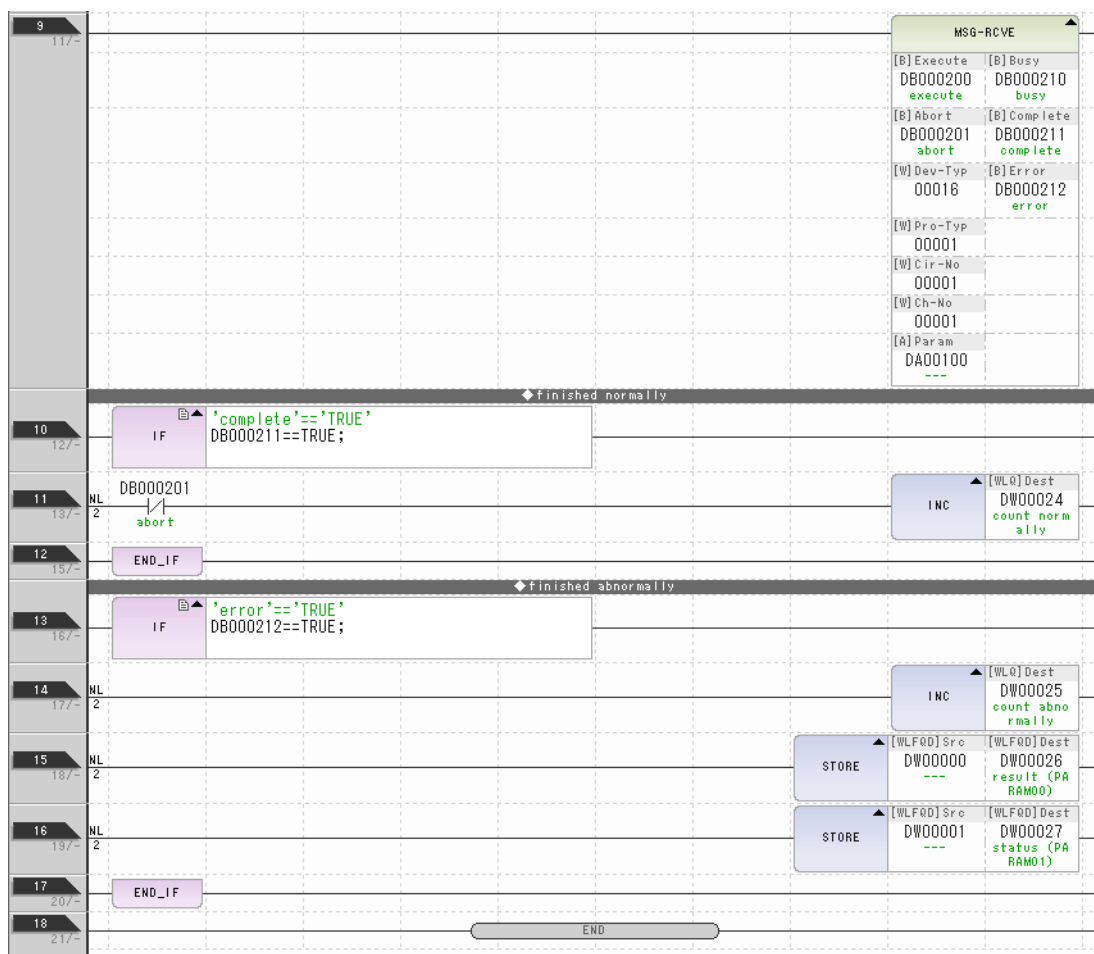 9
11/-
MSG-RCVE
[B]Execute [B]Busy
DB000200 DB000210
execute busy
[B]Abort [B]Complete
DB000201 DB000211
abort complete
[W]Dev-Typ [B]Error
00016 DB000212
error
[W]Pro-Typ
00001
[W]Cir-No
00001
[W]Ch-No
00001
[A]Param
DA00100
---
◆finished normally
10
12/-
IF
'complete'=='TRUE'
DB000211==TRUE;
11
13/-
NL
2
DB000201
abort
INC
[WLQ]Dest
DW00024
count norm
ally
12
15/-
END_IF
◆finished abnormally
13
16/-
IF
'error'=='TRUE'
DB000212==TRUE;
14
17/-
NL
2
INC
[WLQ]Dest
DW00025
count abno
rmally
15
18/-
NL
2
STORE
[WLFQD]Src [WLFQD]Dest
DW00000 DW00026
--- result (PA
RAM00)
16
19/-
NL
2
STORE
[WLFQD]Src [WLFQD]Dest
DW00001 DW00027
--- status (PA
RAM01)
17
20/-
END_IF
18
21/-
END